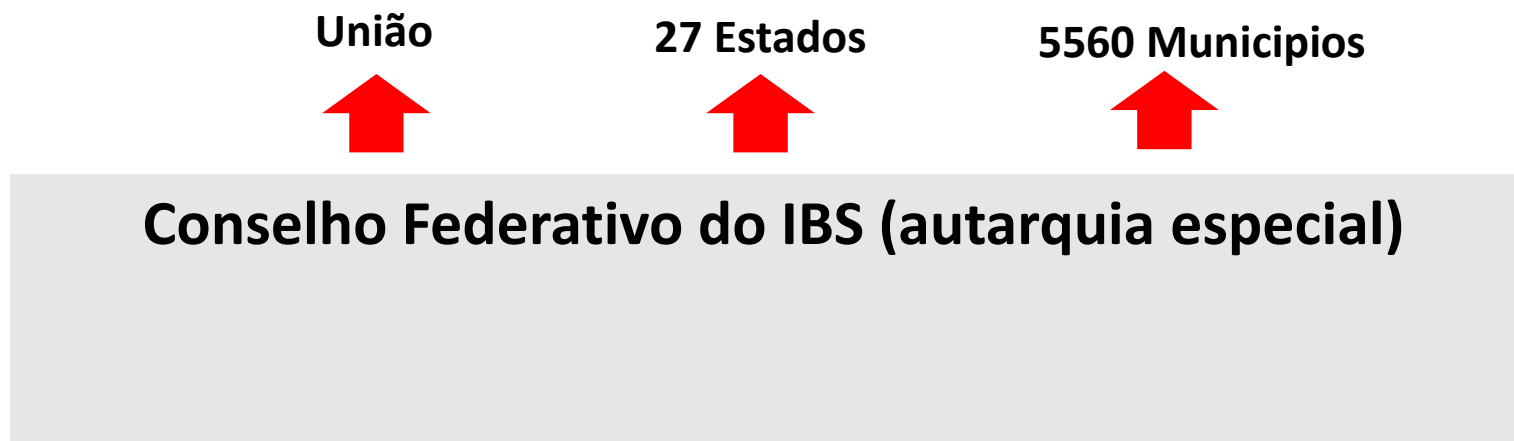 União
27 Estados
5560 Municipios
Conselho Federativo do IBS (autarquia especial)